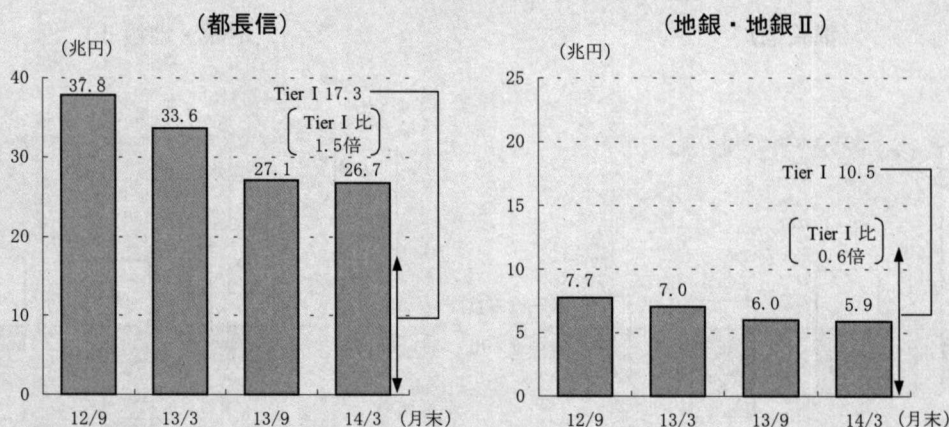 （都長信）
（兆円）
40
30
20
10
0
37.8
33.6
27.1
26.7
Tier Ⅰ 17.3
Tier Ⅰ 比
1.5倍
12/9
13/3
13/9
14/3
（月末）
（地銀・地銀Ⅱ）
（兆円）
25
20
15
10
5
0
7.7
7.0
6.0
5.9
Tier Ⅰ 10.5
Tier Ⅰ 比
0.6倍
12/9
13/3
13/9
14/3
（月末）